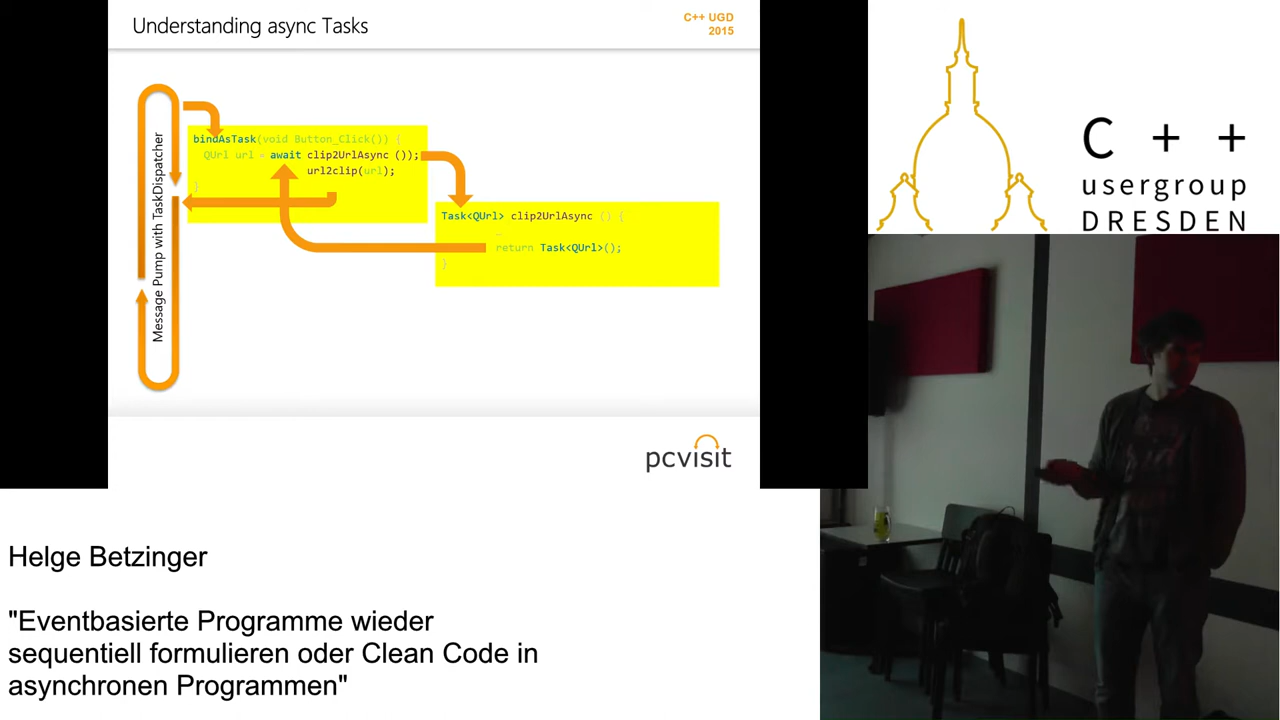 Understanding async Tasks
C++ UGD
2015
Message Pump with TaskDispatcher
bindAsTask(void Button_Click()) {
QUrl url = await clip2UrlAsync ());
url2clip(url);
}
Task<QUrl> clip2UrlAsync () {
…
return Task<QUrl>();
}
pcvisit
C + +
usergroup
DRESDEN
Helge Betzinger
"Eventbasierte Programme wieder
sequentiell formulieren oder Clean Code in
asynchronen Programmen"